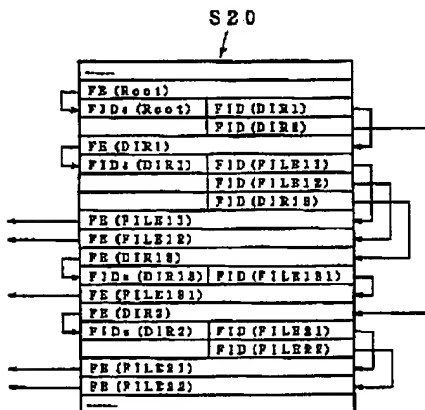 S20
FE (Root)
FIDs (Root) FID (DIR1)
FID (DIR2)
FE (DIR1)
FIDs (DIR1) FID (FILE11)
FID (FILE12)
FID (DIR13)
FE (FILE11)
FE (FILE12)
FE (DIR13)
FIDs (DIR13) FID (FILE131)
FE (FILE131)
FE (DIR2)
FIDs (DIR2) FID (FILE21)
FID (FILE22)
FE (FILE21)
FE (FILE22)